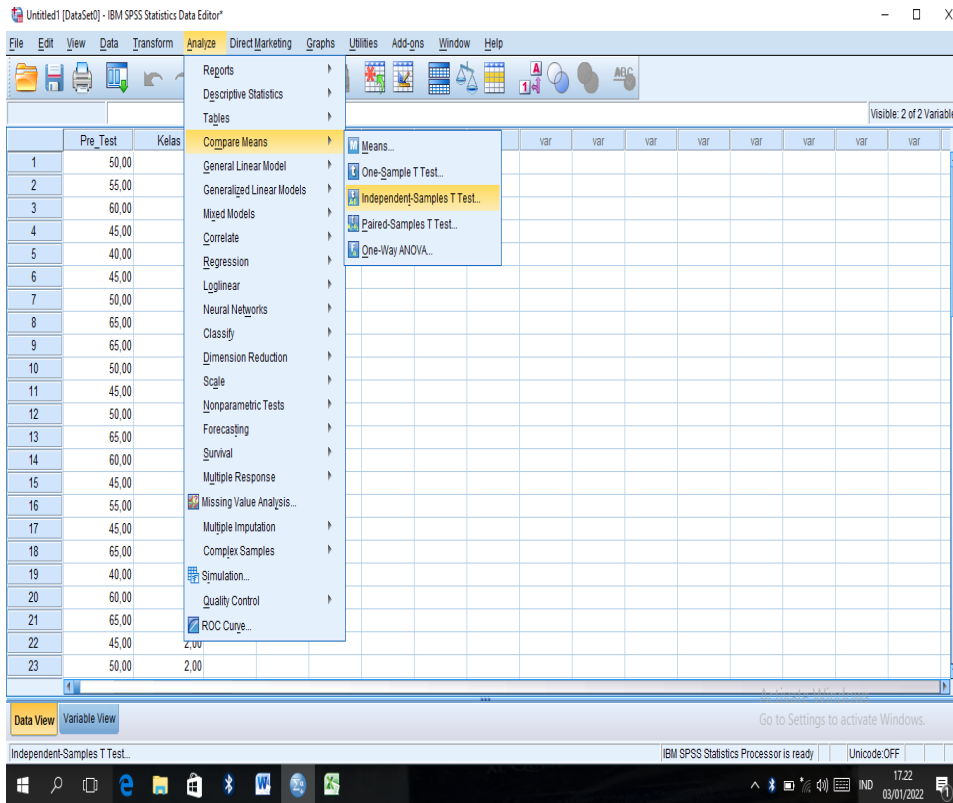 Untitled1 [DataSet0] - IBM SPSS Statistics Data Editor*
File Edit View Data Transform Analyze Direct Marketing Graphs Utilities Add-ons Window Help
Visible: 2 of 2 Variable
Reports
Descriptive Statistics
Tables
Compare Means
General Linear Model
Generalized Linear Models
Mixed Models
Correlate
Regression
Loglinear
Neural Networks
Classify
Dimension Reduction
Scale
Nonparametric Tests
Forecasting
Survival
Multiple Response
Missing Value Analysis...
Multiple Imputation
Complex Samples
Simulation...
Quality Control
ROC Curve...
Means...
One-Sample T Test...
Independent-Samples T Test...
Paired-Samples T Test...
One-Way ANOVA...
Pre_Test Kelas var var var var var var var var
1 50,00
2 55,00
3 60,00
4 45,00
5 40,00
6 45,00
7 50,00
8 65,00
9 65,00
10 50,00
11 45,00
12 50,00
13 65,00
14 60,00
15 45,00
16 55,00
17 45,00
18 65,00
19 40,00
20 60,00
21 65,00
22 45,00 2,00
23 50,00 2,00
Activate Windows
Go to Settings to activate Windows.
Data View Variable View
Independent-Samples T Test... IBM SPSS Statistics Processor is ready Unicode:OFF
IND 17.22
03/01/2022